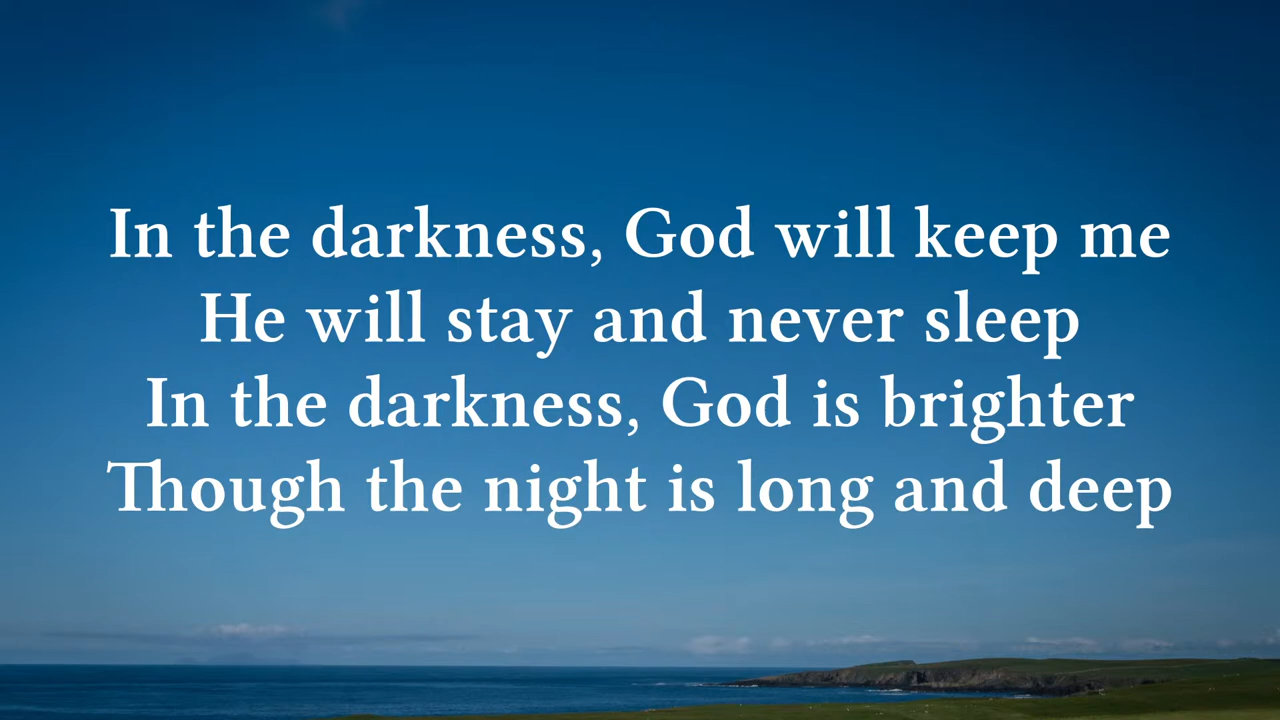 In the darkness, God will keep me
He will stay and never sleep
In the darkness, God is brighter
Though the night is long and deep